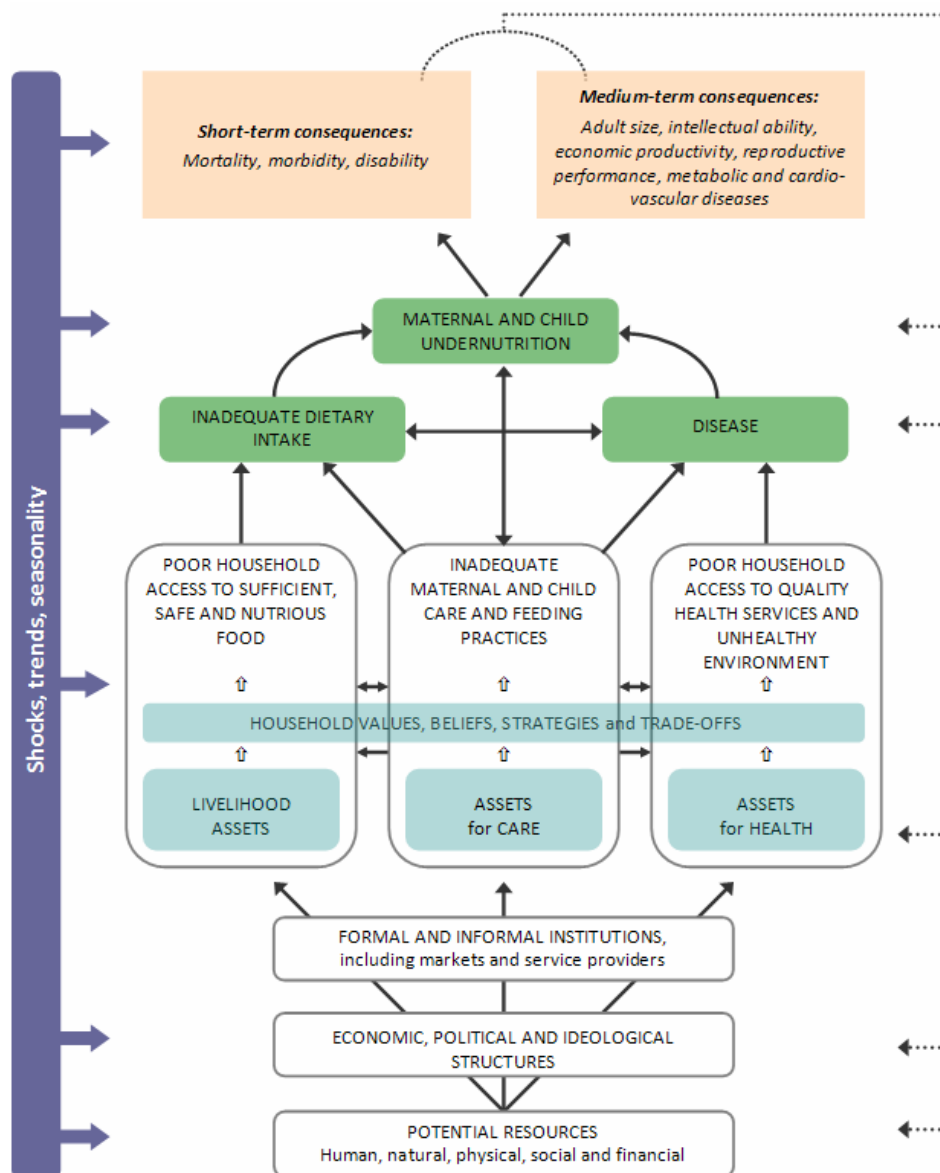 Short-term consequences:
Mortality, morbidity, disability
Medium-term consequences:
Adult size, intellectual ability,
economic productivity, reproductive
performance, metabolic and cardio-
vascular diseases
MATERNAL AND CHILD
UNDERNUTRITION
INADEQUATE DIETARY
INTAKE
DISEASE
Shocks, trends, seasonality
POOR HOUSEHOLD
ACCESS TO SUFFICIENT,
SAFE AND NUTRIOUS
FOOD
INADEQUATE
MATERNAL AND CHILD
CARE AND FEEDING
PRACTICES
POOR HOUSEHOLD
ACCESS TO QUALITY
HEALTH SERVICES AND
UNHEALTHY
ENVIRONMENT
HOUSEHOLD VALUES, BELIEFS, STRATEGIES and TRADE-OFFS
LIVELIHOOD
ASSETS
ASSETS
for CARE
ASSETS
for HEALTH
FORMAL AND INFORMAL INSTITUTIONS,
including markets and service providers
ECONOMIC, POLITICAL AND IDEOLOGICAL
STRUCTURES
POTENTIAL RESOURCES
Human, natural, physical, social and financial